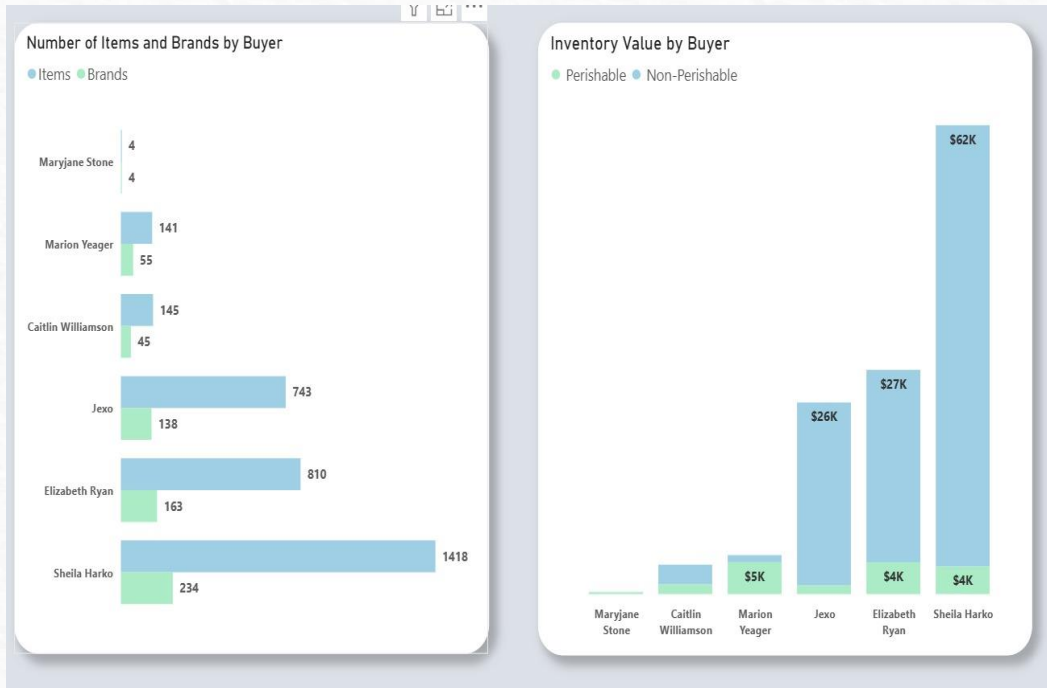 Number of Items and Brands by Buyer
Items Brands
Maryjane Stone
4
4
Marion Yeager
141
55
Caitlin Williamson
145
45
Jexo
743
138
Elizabeth Ryan
810
163
Sheila Harko
1418
234
Inventory Value by Buyer
Perishable Non-Perishable
$62K
$27K
$26K
$5K
$4K
$4K
Maryjane Stone
Caitlin Williamson
Marion Yeager
Jexo
Elizabeth Ryan
Sheila Harko